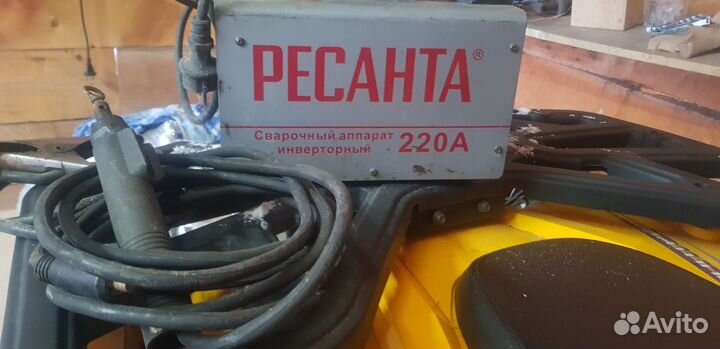 РЕСАНТА®
Сварочный аппарат
инверторный 220А
Avito